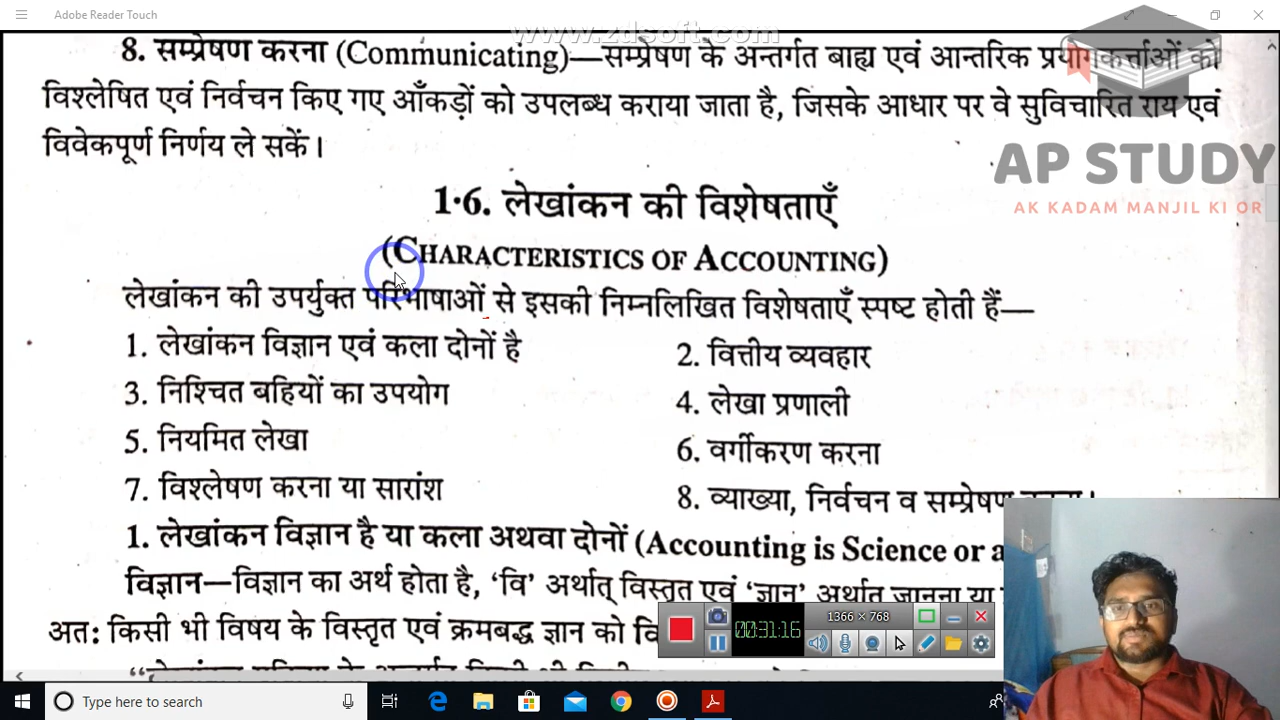 Adobe Reader Touch
www.zdsoft.com
8. सम्प्रेषण करना (Communicating)—सम्प्रेषण के अन्तर्गत बाह्य एवं आन्तरिक प्रयोगकर्त्ताओं को
विश्लेषित एवं निर्वचन किए गए आँकड़ों को उपलब्ध कराया जाता है, जिसके आधार पर वे सुविचारित राय एवं
विवेकपूर्ण निर्णय ले सकें।
AP STUDY
AK KADAM MANJIL KI OR
1·6. लेखांकन की विशेषताएँ
(CHARACTERISTICS OF ACCOUNTING)
लेखांकन की उपर्युक्त परिभाषाओं से इसकी निम्नलिखित विशेषताएँ स्पष्ट होती हैं—
1. लेखांकन विज्ञान एवं कला दोनों है 2. वित्तीय व्यवहार
3. निश्चित बहियों का उपयोग 4. लेखा प्रणाली
5. नियमित लेखा 6. वर्गीकरण करना
7. विश्लेषण करना या सारांश 8. व्याख्या, निर्वचन व सम्प्रेषण
1. लेखांकन विज्ञान है या कला अथवा दोनों (Accounting is Science or a
विज्ञान—विज्ञान का अर्थ होता है, ‘वि’ अर्थात् विस्तृत एवं ‘ज्ञान’ अर्थात जानना या
अतः किसी भी विषय के विस्तृत एवं क्रमबद्ध ज्ञान को
1366 × 768
00:31:16
Type here to search